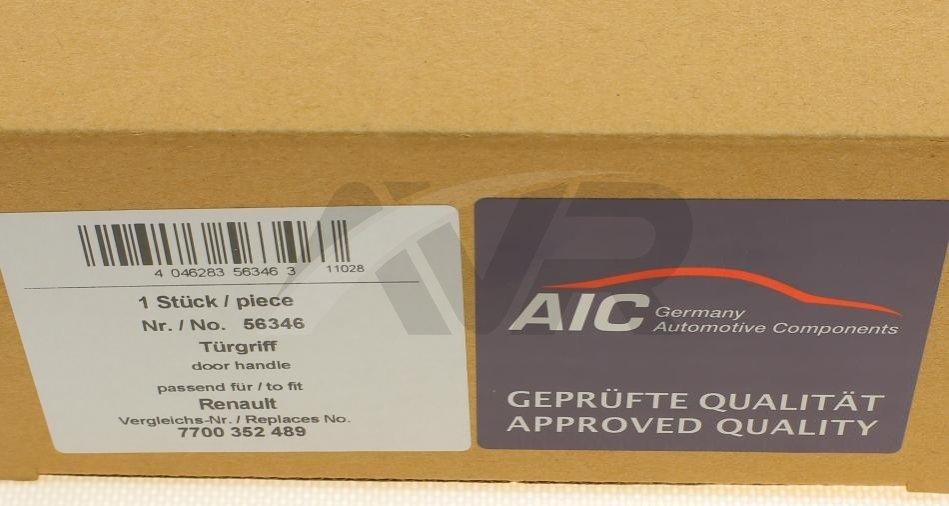 4 046283 56346 3 11028
1 Stück / piece
Nr. / No. 56346
Türgriff
door handle
passend für / to fit
Renault
Vergleichs-Nr. / Replaces No.
7700 352 489
AVR
AIC Germany
Automotive Components
GEPRÜFTE QUALITÄT
APPROVED QUALITY